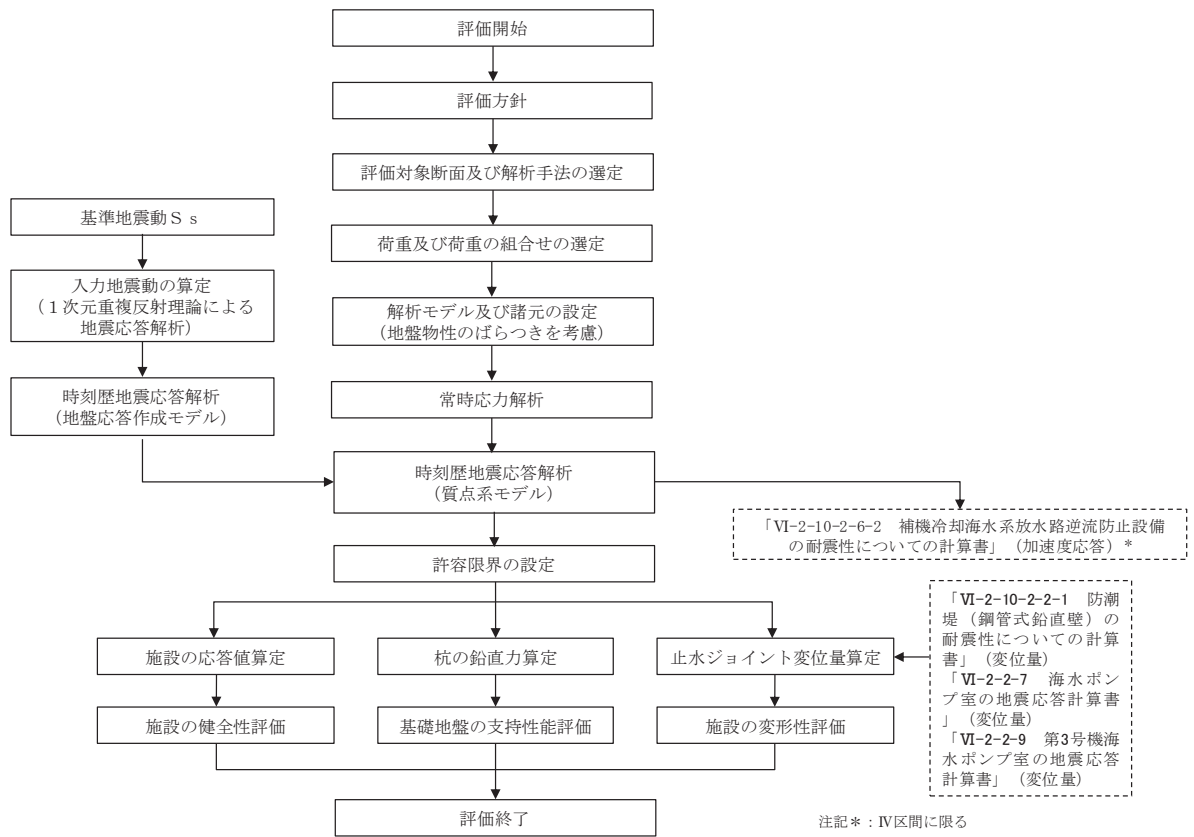 評価開始
評価方針
評価対象断面及び解析手法の選定
基準地震動Ｓｓ
荷重及び荷重の組合せの選定
入力地震動の算定
（１次元重複反射理論による
地震応答解析）
解析モデル及び諸元の設定
（地盤物性のばらつきを考慮）
時刻歴地震応答解析
（地盤応答作成モデル）
常時応力解析
時刻歴地震応答解析
（質点系モデル）
「Ⅵ-2-10-2-6-2　補機冷却海水系放水路逆流防止設備
の耐震性についての計算書」（加速度応答）＊
許容限界の設定
施設の応答値算定
杭の鉛直力算定
止水ジョイント変位量算定
「Ⅵ-2-10-2-2-1　防潮
堤（鋼管式鉛直壁）の
耐震性についての計算
書」（変位量）
「Ⅵ-2-2-7　海水ポン
プ室の地震応答計算書
」（変位量）
「Ⅵ-2-2-9　第3号機海
水ポンプ室の地震応答
計算書」（変位量）
施設の健全性評価
基礎地盤の支持性能評価
施設の変形性評価
評価終了
注記＊：Ⅳ区間に限る